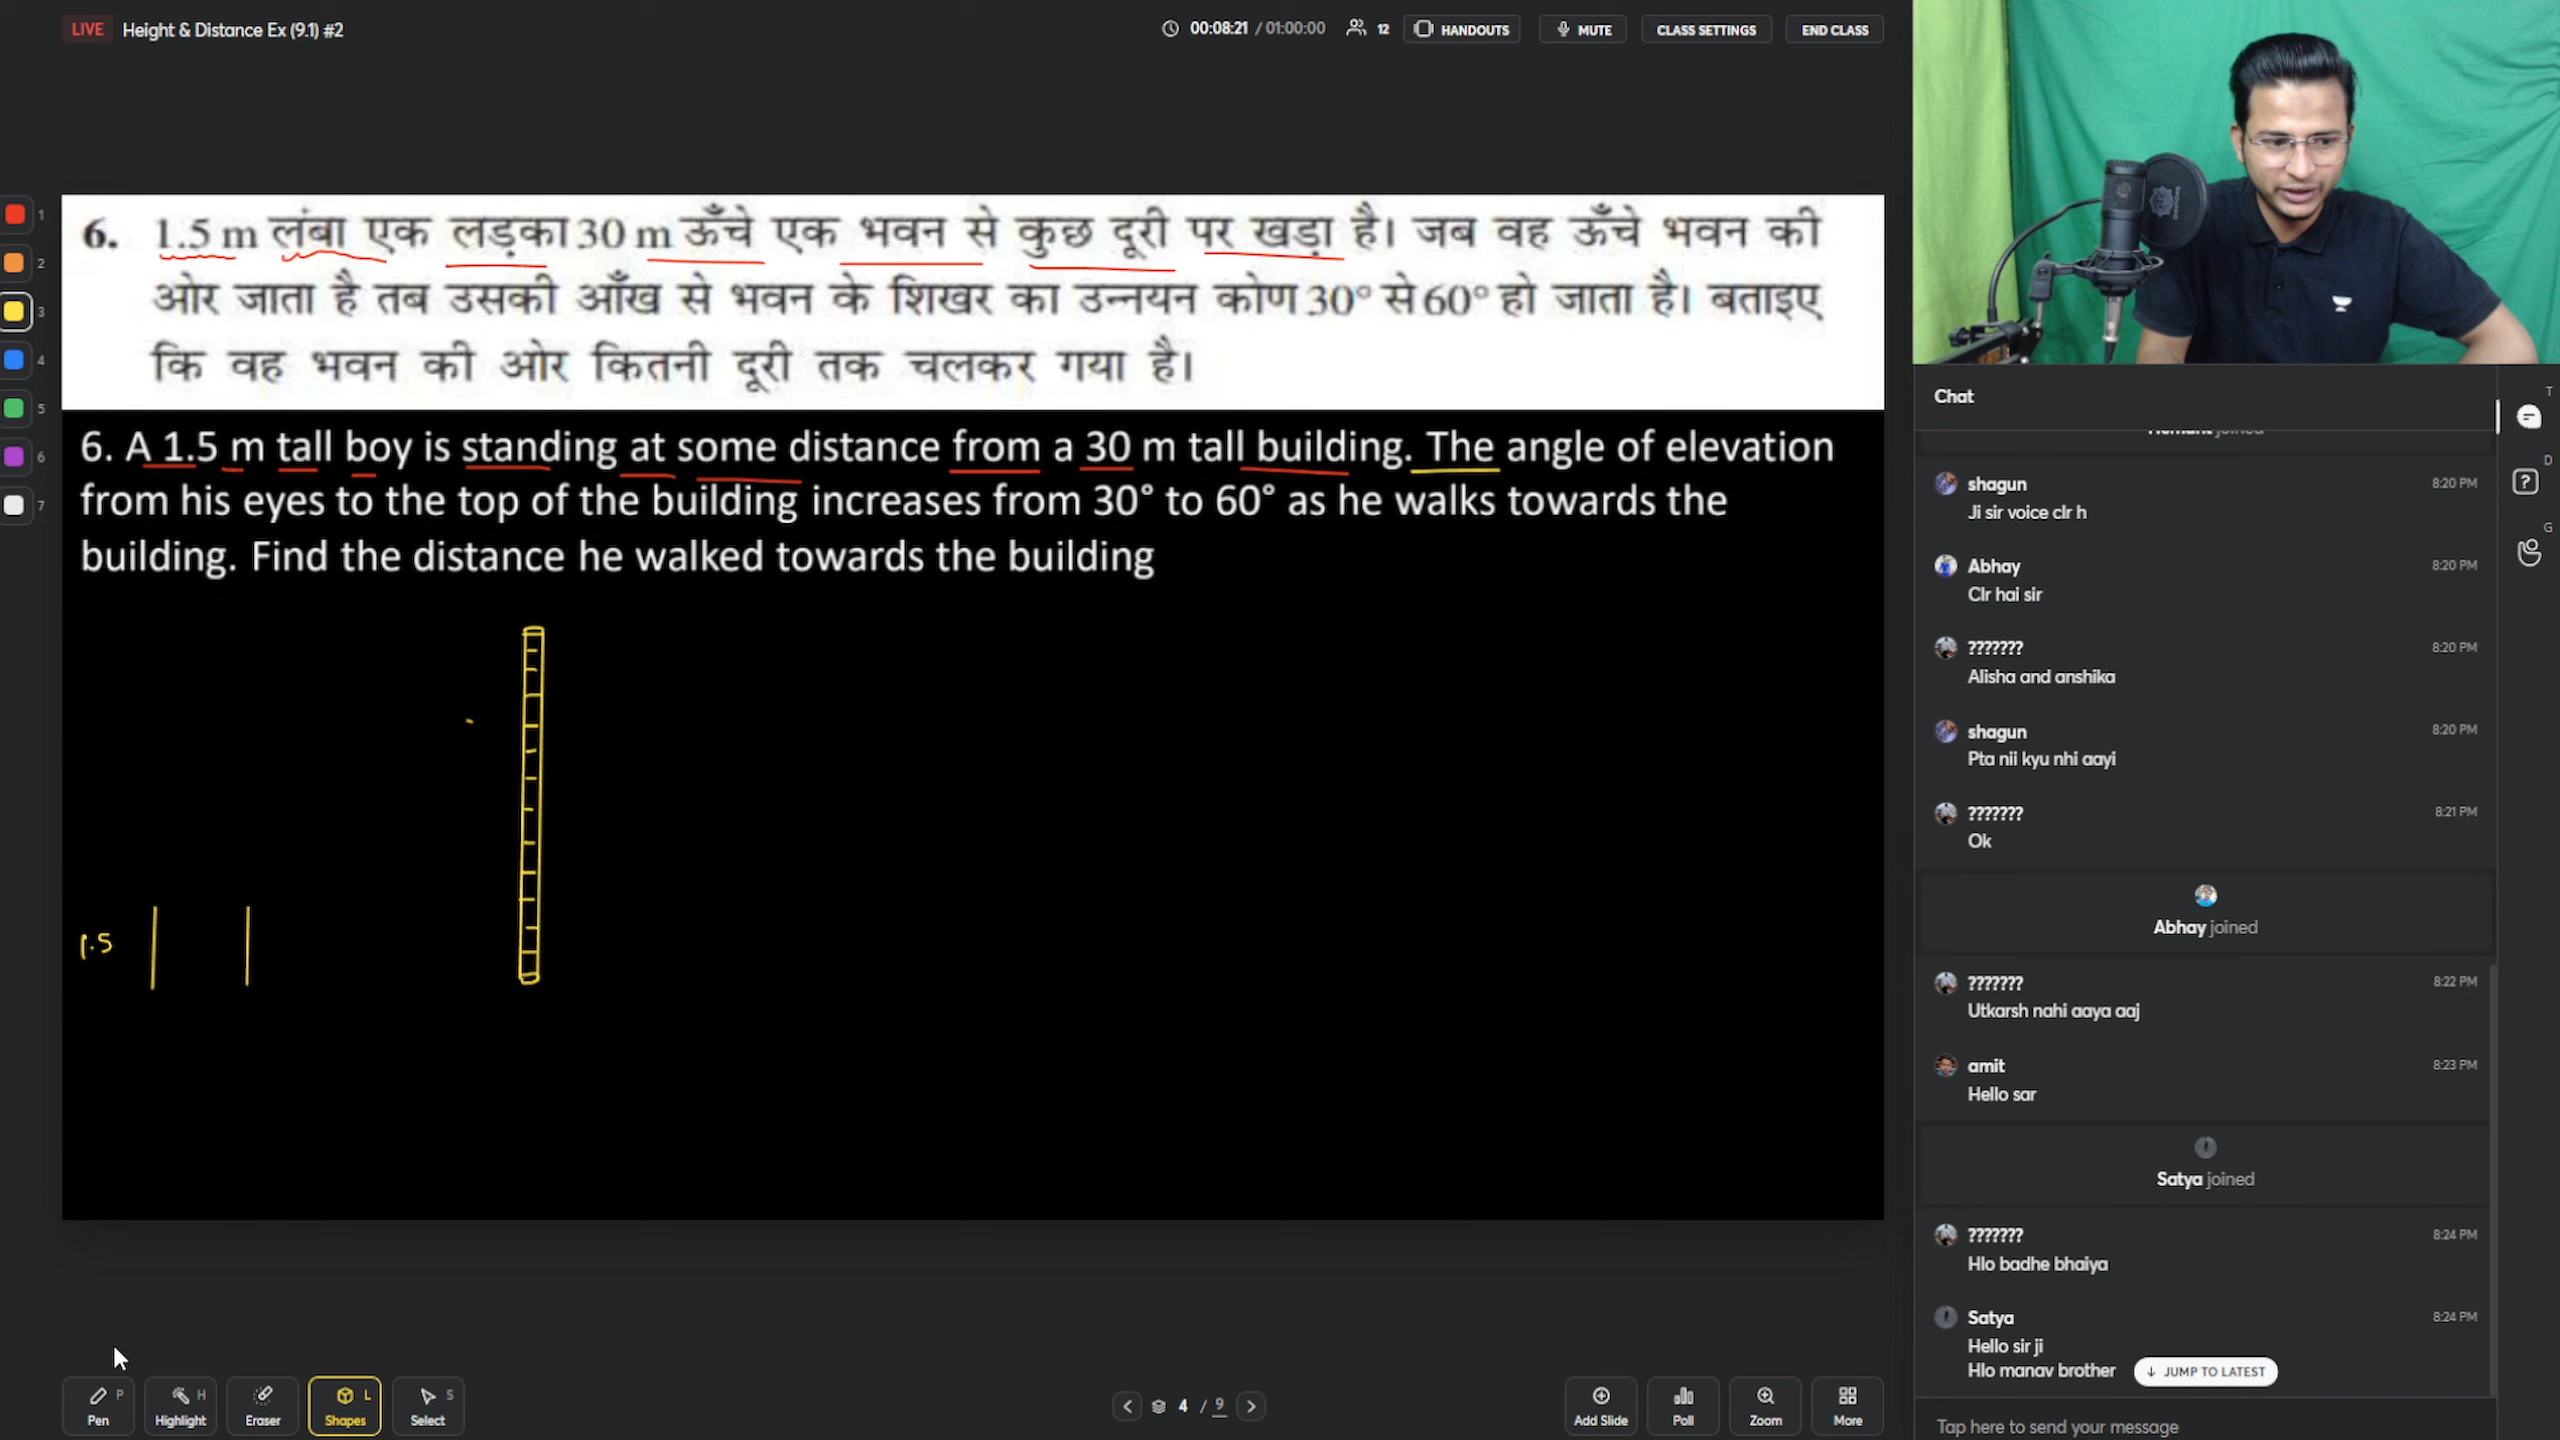 LIVE Height & Distance Ex (9.1) #2
00:08:21 / 01:00:00 12 HANDOUTS MUTE CLASS SETTINGS END CLASS
1
2
3
4
5
6
7
6. 1.5 m लंबा एक लड़का 30 m ऊँचे एक भवन से कुछ दूरी पर खड़ा है। जब वह ऊँचे भवन की
ओर जाता है तब उसकी आँख से भवन के शिखर का उन्नयन कोण 30° से 60° हो जाता है। बताइए
कि वह भवन की ओर कितनी दूरी तक चलकर गया है।
6. A 1.5 m tall boy is standing at some distance from a 30 m tall building. The angle of elevation
from his eyes to the top of the building increases from 30° to 60° as he walks towards the
building. Find the distance he walked towards the building
1.5
P H L S
Pen Highlight Eraser Shapes Select
4 / 9
Add Slide Poll Zoom More
Chat
joined
shagun 8:20 PM
Ji sir voice clr h
Abhay 8:20 PM
Clr hai sir
??????? 8:20 PM
Alisha and anshika
shagun 8:20 PM
Pta nii kyu nhi aayi
??????? 8:21 PM
Ok
Abhay joined
??????? 8:22 PM
Utkarsh nahi aaya aaj
amit 8:23 PM
Hello sar
Satya joined
??????? 8:24 PM
Hlo badhe bhaiya
Satya 8:24 PM
Hello sir ji
Hlo manav brother
JUMP TO LATEST
Tap here to send your message
T
D
?
G